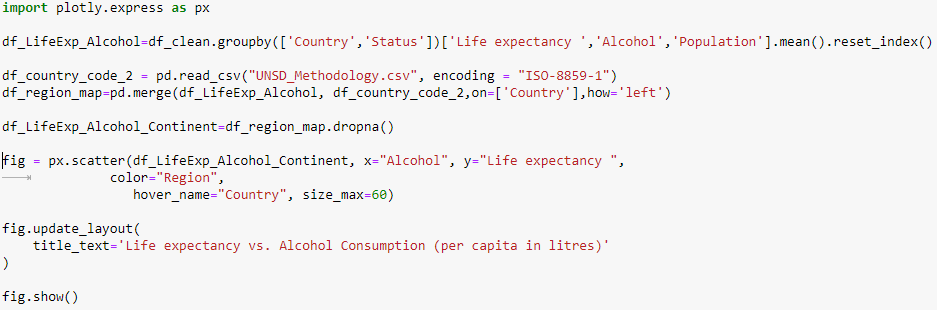 import plotly.express as px
df_LifeExp_Alcohol=df_clean.groupby(['Country','Status'])['Life expectancy ','Alcohol','Population'].mean().reset_index()
df_country_code_2 = pd.read_csv("UNSD_Methodology.csv", encoding = "ISO-8859-1")
df_region_map=pd.merge(df_LifeExp_Alcohol, df_country_code_2,on=['Country'],how='left')
df_LifeExp_Alcohol_Continent=df_region_map.dropna()
fig = px.scatter(df_LifeExp_Alcohol_Continent, x="Alcohol", y="Life expectancy ",
color="Region",
hover_name="Country", size_max=60)
fig.update_layout(
title_text='Life expectancy vs. Alcohol Consumption (per capita in litres)'
)
fig.show()